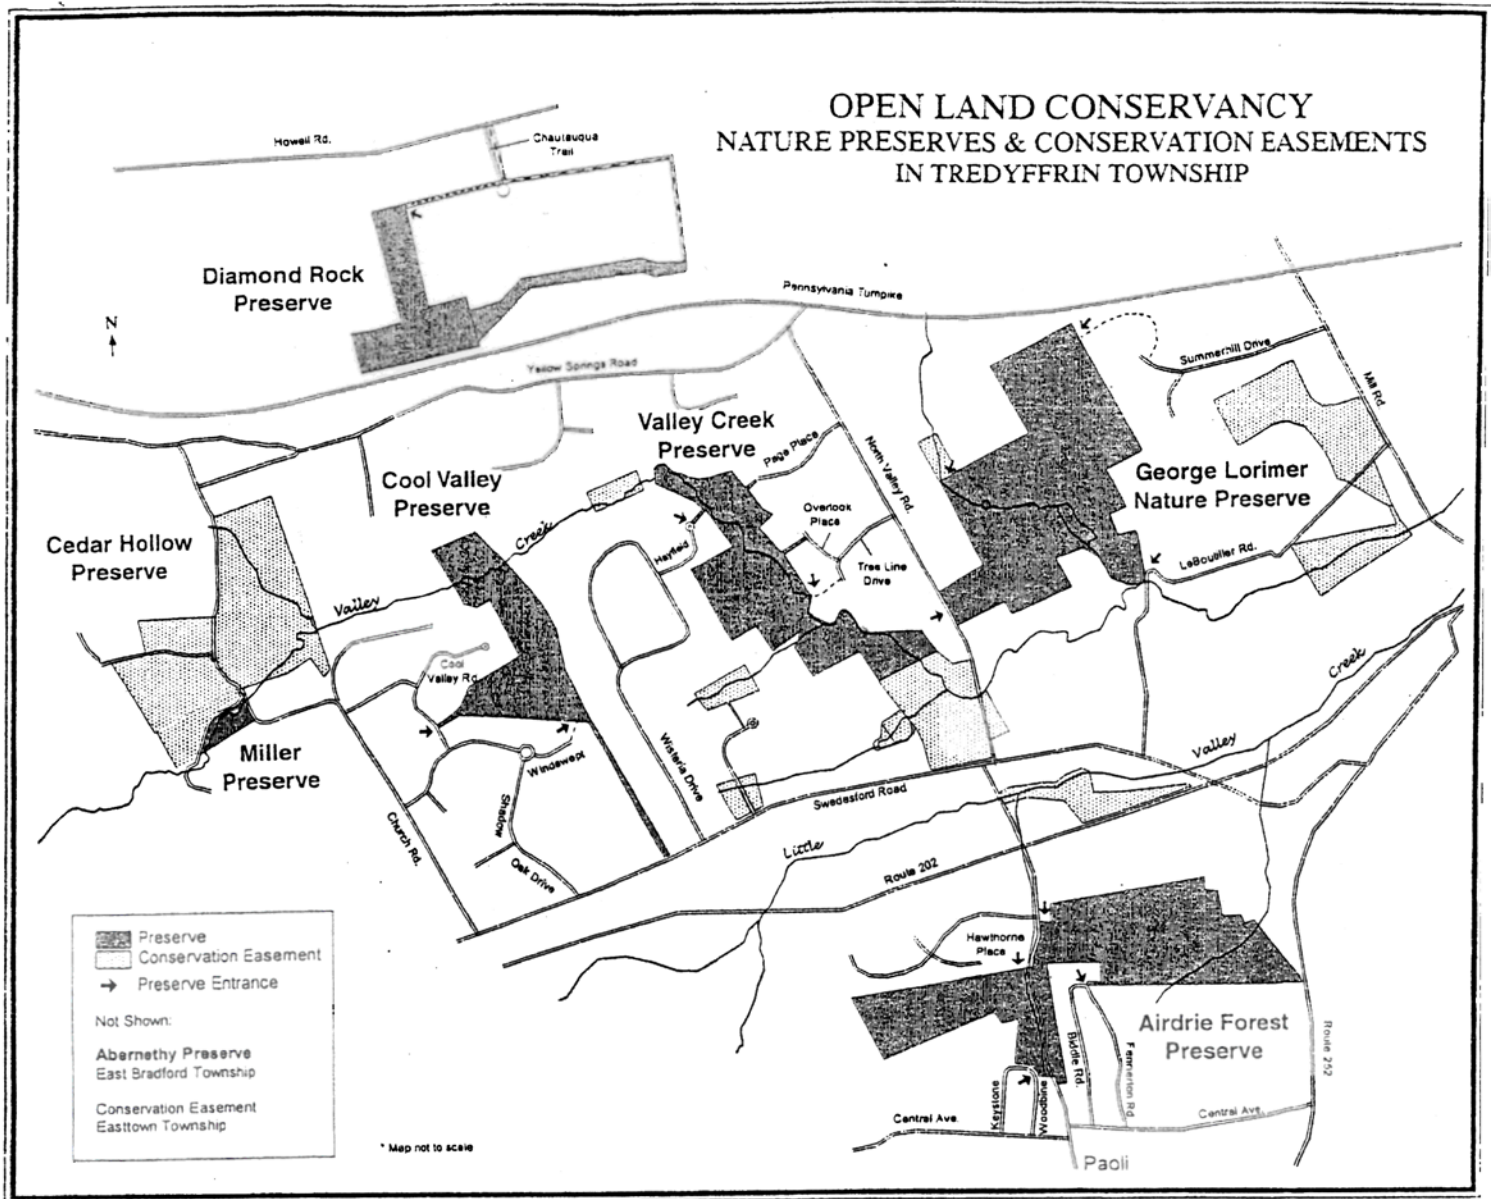 OPEN LAND CONSERVANCY
NATURE PRESERVES & CONSERVATION EASEMENTS
IN TREDYFFRIN TOWNSHIP
Howell Rd.
Chautauqua
Trail
Diamond Rock
Preserve
N
Pennsylvania Turnpike
Yellow Springs Road
Summerhill Drive
Mill Rd.
Valley Creek
Preserve
Page Place
North Valley Rd.
George Lorimer
Nature Preserve
Cool Valley
Preserve
Creek
Overlook
Place
Hayfield
Cedar Hollow
Preserve
Tree Line
Drive
LeBoutillier Rd.
Valley
Cool
Valley Rd
Creek
Valley
Miller
Preserve
Windswept
Wisteria Drive
Shadow
Oak Drive
Church Rd.
Swedesford Road
Little
Route 202
Preserve
Conservation Easement
Preserve Entrance
Not Shown:
Abernethy Preserve
East Bradford Township
Conservation Easement
Easttown Township
Hawthorne
Place
Airdrie Forest
Preserve
Route 252
Biddle Rd.
Fennerton Rd
Keystone
Woodbine
Central Ave.
Central Ave.
Paoli
* Map not to scale